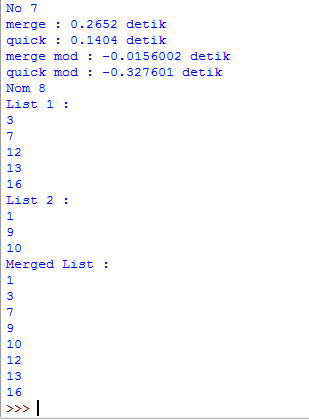 No 7
merge : 0.2652 detik
quick : 0.1404 detik
merge mod : -0.0156002 detik
quick mod : -0.327601 detik
Nom 8
List 1 :
3
7
12
13
16
List 2 :
1
9
10
Merged List :
1
3
7
9
10
12
13
16
>>>